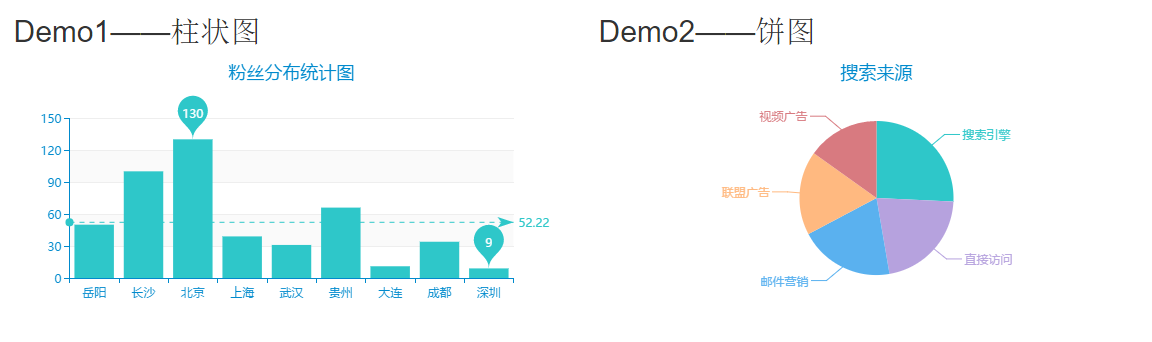 Demo1——柱状图
粉丝分布统计图
150
120
90
60
30
0
130
52.22
9
岳阳
长沙
北京
上海
武汉
贵州
大连
成都
深圳
Demo2——饼图
搜索来源
视频广告
搜索引擎
联盟广告
直接访问
邮件营销